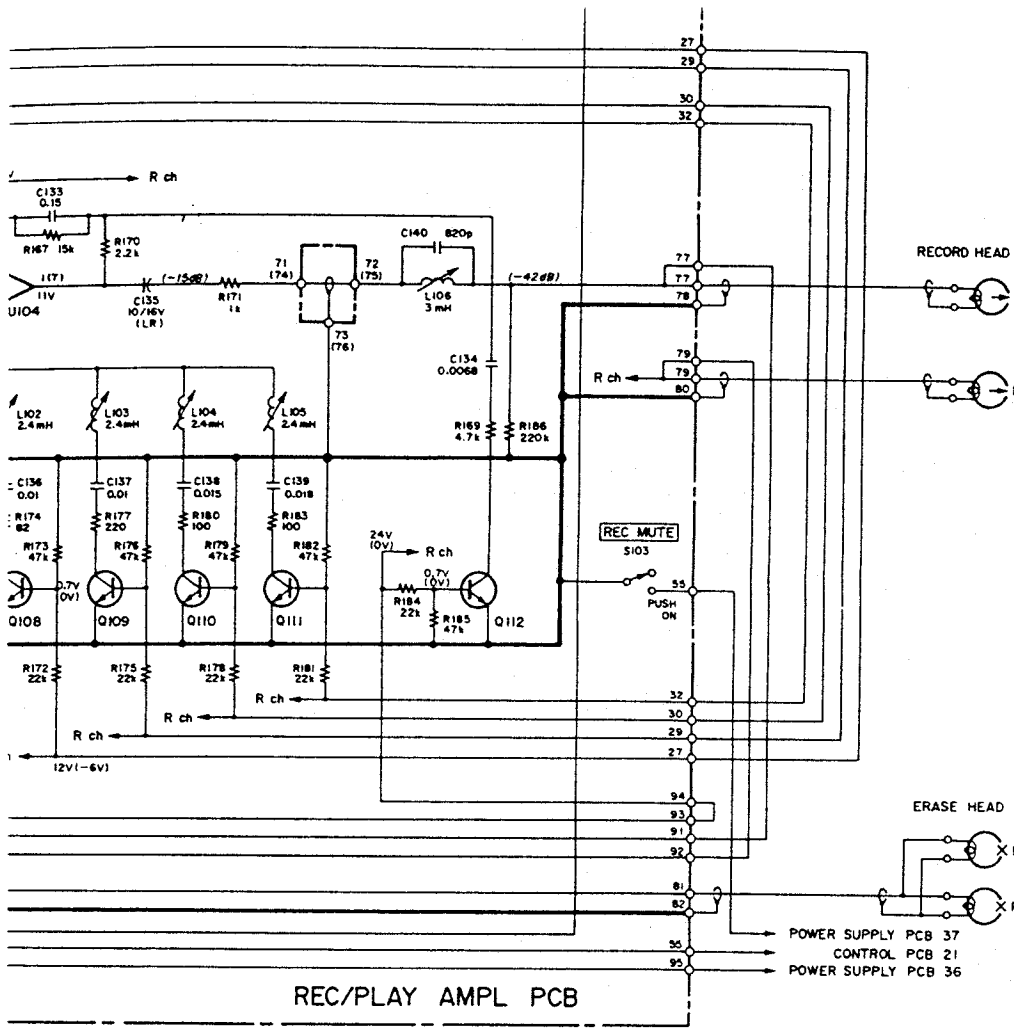 27
29
30
32
R ch
C133
0.15
R167 15k
R170
2.2k
1(7)
11V
U104
C135
10/16V
(LR)
(-15dB)
R171
1k
71
(74)
72
(75)
73
(76)
C140 820p
L106
3mH
(-42dB)
77
77
78
RECORD HEAD
79
79
80
R ch
C134
0.0068
L102
2.4mH
L103
2.4mH
L104
2.4mH
L105
2.4mH
R169
4.7k
R186
220k
C136
0.01
C137
0.01
C138
0.015
C139
0.018
R174
82
R177
220
R180
100
R183
100
R173
47k
R176
47k
R179
47k
R182
47k
24V
(0V)
R ch
REC MUTE
S103
0.7V
(0V)
0.7V
(0V)
R184
22k
R185
47k
55
PUSH
ON
Q108
Q109
Q110
Q111
Q112
R172
22k
R175
22k
R178
22k
R181
22k
R ch
32
R ch
30
R ch
29
27
12V(-6V)
94
93
91
92
ERASE HEAD
81
82
POWER SUPPLY PCB 37
CONTROL PCB 21
POWER SUPPLY PCB 36
95
REC/PLAY AMPL PCB